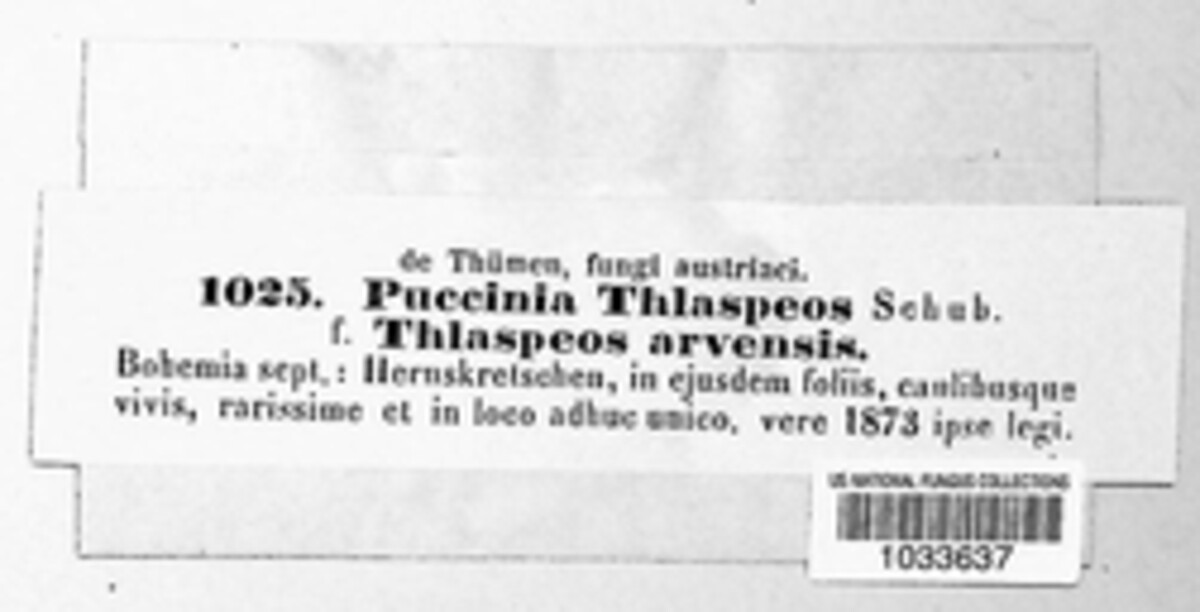 de Thümen, fungi austriaci.
1025. Puccinia Thlaspeos Schub.
f. Thlaspeos arvensis.
Bohemia sept.: Hernskretschen, in ejusdem foliis, caulibusque
vivis, rarissime et in loco adhuc unico, vere 1873 ipse legi.
US NATIONAL FUNGUS COLLECTIONS
1033637